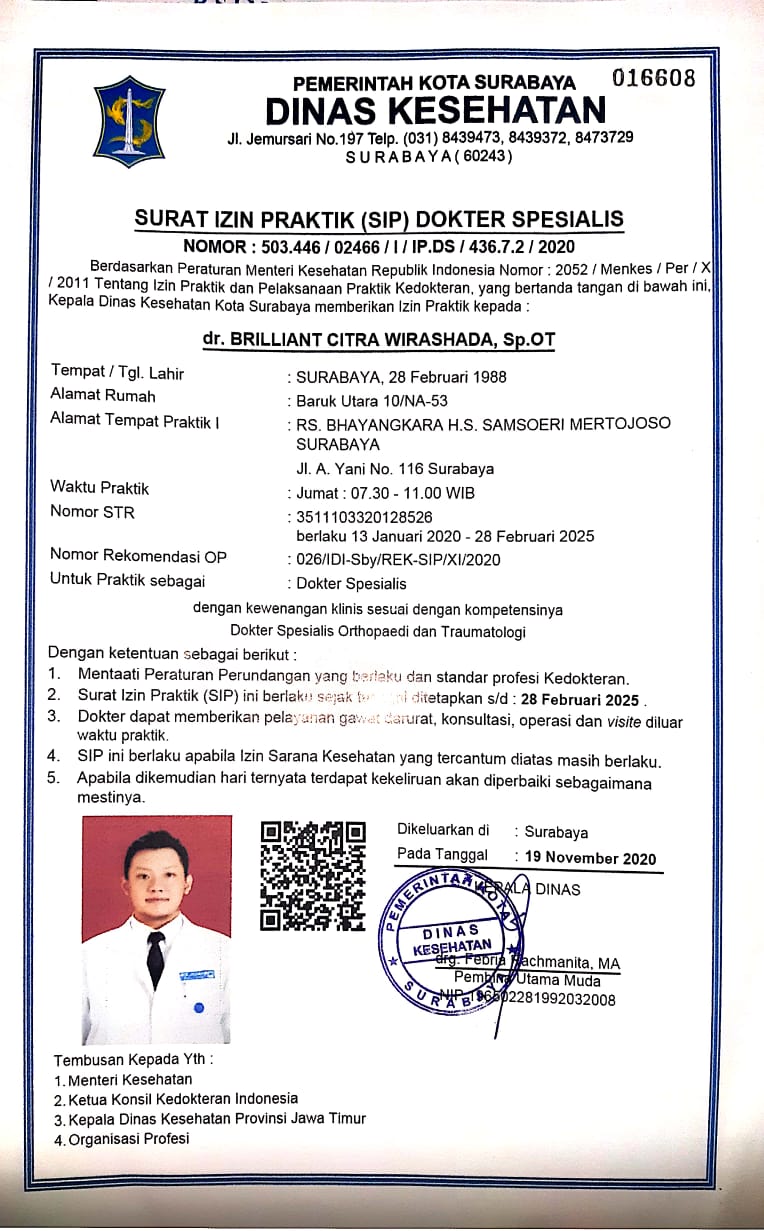 PEMERINTAH KOTA SURABAYA
016608
DINAS KESEHATAN
Jl. Jemursari No.197 Telp. (031) 8439473, 8439372, 8473729
SURABAYA ( 60243 )
SURAT IZIN PRAKTIK (SIP) DOKTER SPESIALIS
NOMOR : 503.446 / 02466 / I / IP.DS / 436.7.2 / 2020
Berdasarkan Peraturan Menteri Kesehatan Republik Indonesia Nomor : 2052 / Menkes / Per / X
/ 2011 Tentang Izin Praktik dan Pelaksanaan Praktik Kedokteran, yang bertanda tangan di bawah ini,
Kepala Dinas Kesehatan Kota Surabaya memberikan Izin Praktik kepada :
dr. BRILLIANT CITRA WIRASHADA, Sp.OT
Tempat / Tgl. Lahir : SURABAYA, 28 Februari 1988
Alamat Rumah : Baruk Utara 10/NA-53
Alamat Tempat Praktik I : RS. BHAYANGKARA H.S. SAMSOERI MERTOJOSO
SURABAYA
Jl. A. Yani No. 116 Surabaya
Waktu Praktik : Jumat : 07.30 - 11.00 WIB
Nomor STR : 3511103320128526
berlaku 13 Januari 2020 - 28 Februari 2025
Nomor Rekomendasi OP : 026/IDI-Sby/REK-SIP/XI/2020
Untuk Praktik sebagai : Dokter Spesialis
dengan kewenangan klinis sesuai dengan kompetensinya
Dokter Spesialis Orthopaedi dan Traumatologi
Dengan ketentuan sebagai berikut :
1. Mentaati Peraturan Perundangan yang berlaku dan standar profesi Kedokteran.
2. Surat Izin Praktik (SIP) ini berlaku sejak ditetapkan s/d : 28 Februari 2025 .
3. Dokter dapat memberikan pelayanan gawat darurat, konsultasi, operasi dan visite diluar
waktu praktik.
4. SIP ini berlaku apabila Izin Sarana Kesehatan yang tercantum diatas masih berlaku.
5. Apabila dikemudian hari ternyata terdapat kekeliruan akan diperbaiki sebagaimana
mestinya.
Dikeluarkan di : Surabaya
Pada Tanggal : 19 November 2020
KEPALA DINAS
PEMERINTAH KOTA
DINAS
KESEHATAN
SURABAYA
drg. Febria Rachmanita, MA
Pembina Utama Muda
NIP 196502281992032008
Tembusan Kepada Yth :
1. Menteri Kesehatan
2. Ketua Konsil Kedokteran Indonesia
3. Kepala Dinas Kesehatan Provinsi Jawa Timur
4. Organisasi Profesi